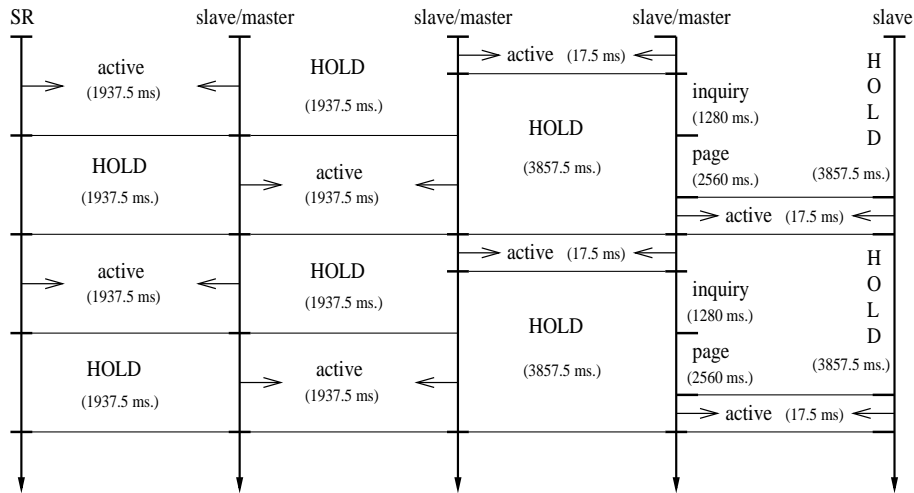 SR slave/master slave/master slave/master slave
active (17.5 ms)
active
(1937.5 ms)
HOLD
(1937.5 ms.)
H
O
L
D
inquiry
(1280 ms.)
HOLD
(3857.5 ms.)
page
(2560 ms.)
(3857.5 ms.)
HOLD
(1937.5 ms.)
active
(1937.5 ms)
active (17.5 ms)
active (17.5 ms)
active
(1937.5 ms)
HOLD
(1937.5 ms.)
H
O
L
D
inquiry
(1280 ms.)
HOLD
(3857.5 ms.)
page
(2560 ms.)
(3857.5 ms.)
HOLD
(1937.5 ms.)
active
(1937.5 ms)
active (17.5 ms)